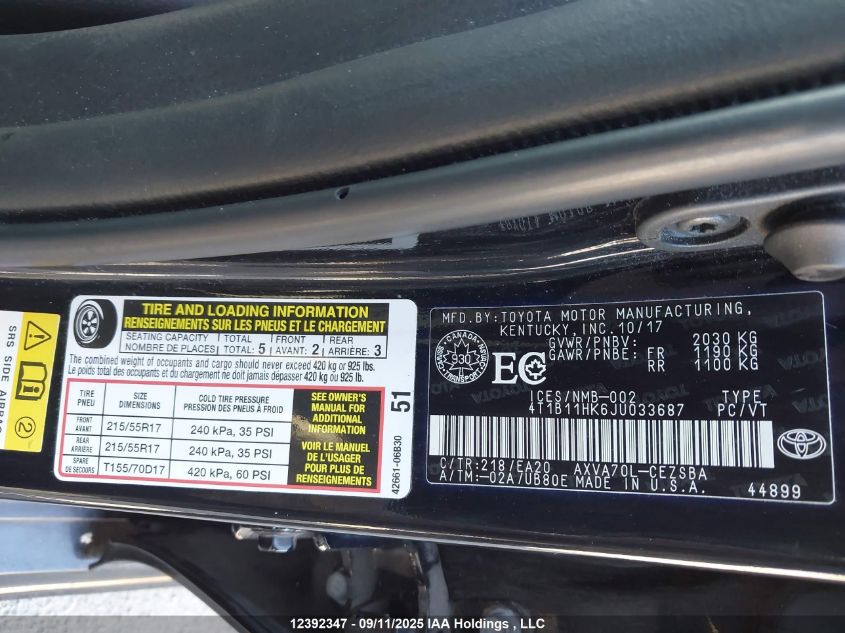 SRS SIDE AIRBAG
TIRE AND LOADING INFORMATION
RENSEIGNEMENTS SUR LES PNEUS ET LE CHARGEMENT
SEATING CAPACITY TOTAL FRONT REAR
NOMBRE DE PLACES TOTAL: 5 AVANT: 2 ARRIÈRE: 3
The combined weight of occupants and cargo should never exceed 420 kg or 925 lbs.
Le poids total des occupants et du chargement ne doit jamais dépasser 420 kg ou 925 lb.
TIRE PNEU
SIZE DIMENSIONS
COLD TIRE PRESSURE
PRESSION DES PNEUS À FROID
FRONT AVANT 215/55R17 240 kPa, 35 PSI
REAR ARRIÈRE 215/55R17 240 kPa, 35 PSI
SPARE DE SECOURS T155/70D17 420 kPa, 60 PSI
SEE OWNER'S
MANUAL FOR
ADDITIONAL
INFORMATION
VOIR LE MANUEL
DE L'USAGER
POUR PLUS DE
RENSEIGNEMENTS
51
42661-06B30
MFD.BY:TOYOTA MOTOR MANUFACTURING,
KENTUCKY, INC.10/17
GVWR/PNBV: 2030 KG
GAWR/PNBE: FR 1190 KG
RR 1100 KG
CANADA
930
TRANSPORT
EC
ICES/NMB-002 TYPE
4T1B11HK6JU033687 PC/VT
C/TR:218/EA20 AXVA70L-CEZSBA
A/TM:-02A/UB80E MADE IN U.S.A.
44899
TOYOTA
12392347 - 09/11/2025 IAA Holdings , LLC